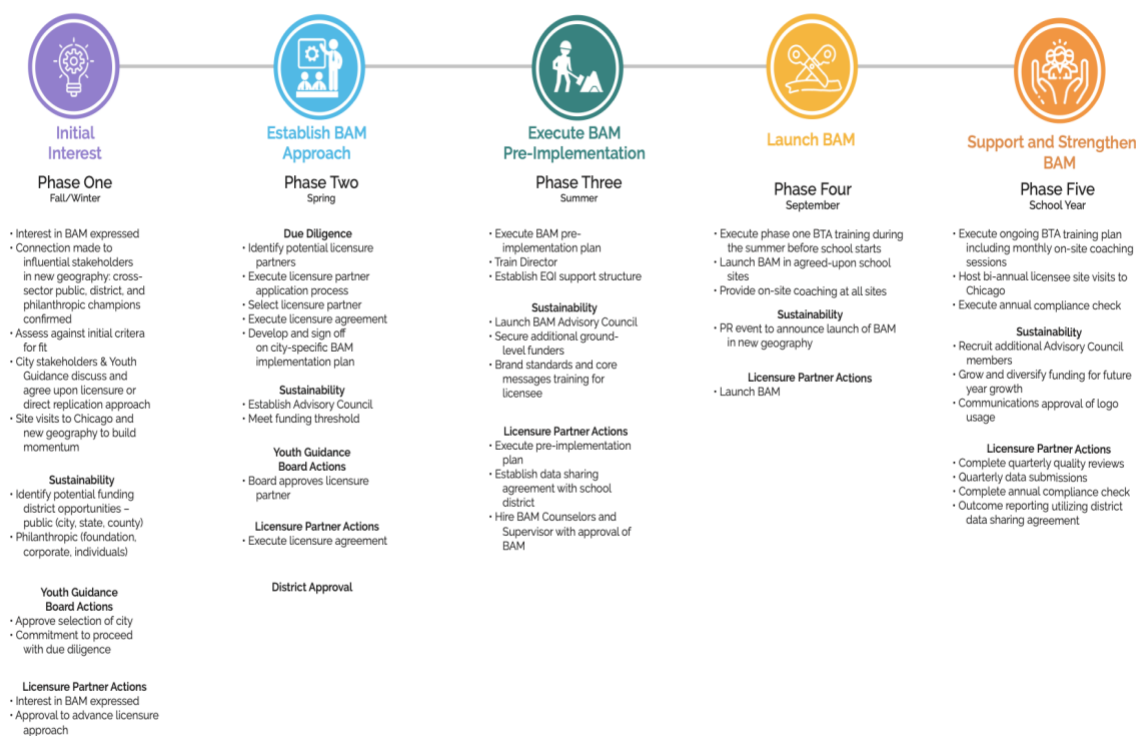 Initial
Interest
Phase One
Fall/Winter
• Interest in BAM expressed
• Connection made to
influential stakeholders
in new geography: cross-
sector public, district, and
philanthropic champions
confirmed
• Assess against initial critera
for fit
• City stakeholders & Youth
Guidance discuss and
agree upon licensure or
direct replication approach
• Site visits to Chicago and
new geography to build
momentum
Sustainability
• Identify potential funding
district opportunities –
public (city, state, county)
• Philanthropic (foundation,
corporate, individuals)
Youth Guidance
Board Actions
• Approve selection of city
• Commitment to proceed
with due diligence
Licensure Partner Actions
• Interest in BAM expressed
• Approval to advance licensure
approach
Establish BAM
Approach
Phase Two
Spring
Due Diligence
• Identify potential licensure
partners
• Execute licensure partner
application process
• Select licensure partner
• Execute licensure agreement
• Develop and sign off
on city-specific BAM
implementation plan
Sustainability
• Establish Advisory Council
• Meet funding threshold
Youth Guidance
Board Actions
• Board approves licensure
partner
Licensure Partner Actions
• Execute licensure agreement
District Approval
Execute BAM
Pre-Implementation
Phase Three
Summer
• Execute BAM pre-
implementation plan
• Train Director
• Establish EQI support structure
Sustainability
• Launch BAM Advisory Council
• Secure additional ground-
level funders
• Brand standards and core
messages training for
licensee
Licensure Partner Actions
• Execute pre-implementation
plan
• Establish data sharing
agreement with school
district
• Hire BAM Counselors and
Supervisor with approval of
BAM
Launch BAM
Phase Four
September
• Execute phase one BTA training during
the summer before school starts
• Launch BAM in agreed-upon school
sites
• Provide on-site coaching at all sites
Sustainability
• PR event to announce launch of BAM
in new geography
Licensure Partner Actions
• Launch BAM
Support and Strengthen
BAM
Phase Five
School Year
• Execute ongoing BTA training plan
including monthly on-site coaching
sessions
• Host bi-annual licensee site visits to
Chicago
• Execute annual compliance check
Sustainability
• Recruit additional Advisory Council
members
• Grow and diversify funding for future
year growth
• Communications approval of logo
usage
Licensure Partner Actions
• Complete quarterly quality reviews
• Quarterly data submissions
• Complete annual compliance check
• Outcome reporting utilizing district
data sharing agreement